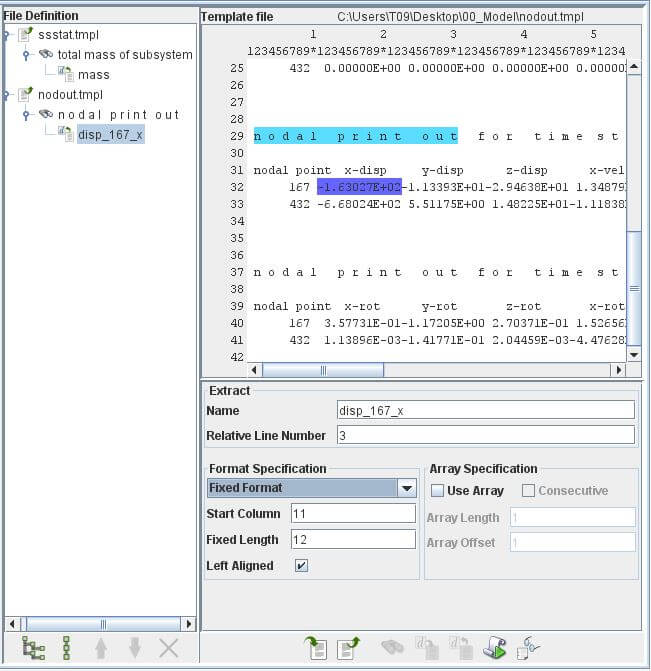 File Definition
ssstat.tmpl
total mass of subsystem
mass
nodout.tmpl
n o d a l p r i n t o u t
disp_167_x
Template file C:\Users\T09\Desktop\00_Model\nodout.tmpl
1 2 3 4 5
123456789*123456789*123456789*123456789*123456789*1234
25 432 0.00000E+00 0.00000E+00 0.00000E+00 0.00000
26
27
28
29 n o d a l p r i n t o u t f o r t i m e s t
30
31 nodal point x-disp y-disp z-disp x-vel
32 167 -1.63027E+02-1.13393E+01-2.94638E+01 1.34879
33 432 -6.68024E+02 5.51175E+00 1.48225E+01-1.11838
34
35
36
37 n o d a l p r i n t o u t f o r t i m e s t
38
39 nodal point x-rot y-rot z-rot x-rot
40 167 3.57731E-01-1.17205E+00 2.70371E-01 1.52656
41 432 1.13896E-03-1.41771E-01 2.04459E-03-4.47628
42
Extract
Name disp_167_x
Relative Line Number 3
Format Specification
Fixed Format
Start Column 11
Fixed Length 12
Left Aligned
Array Specification
Use Array Consecutive
Array Length 1
Array Offset 1